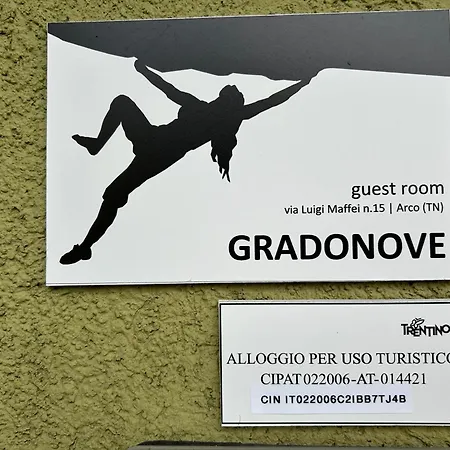 guest room
via Luigi Maffei n.15 | Arco (TN)
GRADONOVE
TRENTINO
ALLOGGIO PER USO TURISTICO
CIPAT 022006-AT-014421
CIN IT022006C2IBB7TJ4B